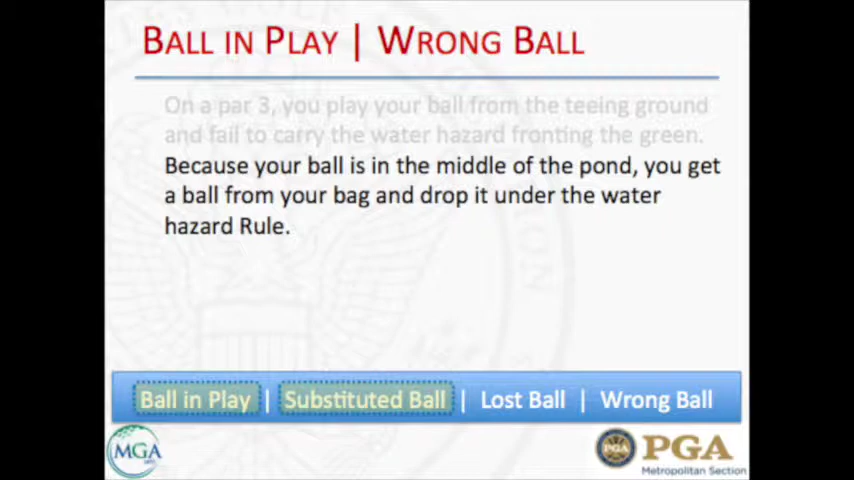 BALL IN PLAY | WRONG BALL
On a par 3, you play your ball from the teeing ground
and fail to carry the water hazard fronting the green.
Because your ball is in the middle of the pond, you get
a ball from your bag and drop it under the water
hazard Rule.
Ball in Play | Substituted Ball | Lost Ball | Wrong Ball
MGA
PGA
PGA
Metropolitan Section